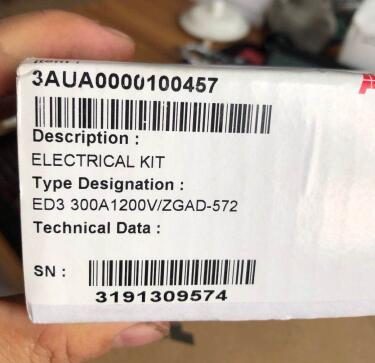 3AUA0000100457
Description :
ELECTRICAL KIT
Type Designation :
ED3 300A1200V/ZGAD-572
Technical Data :
SN :
3191309574